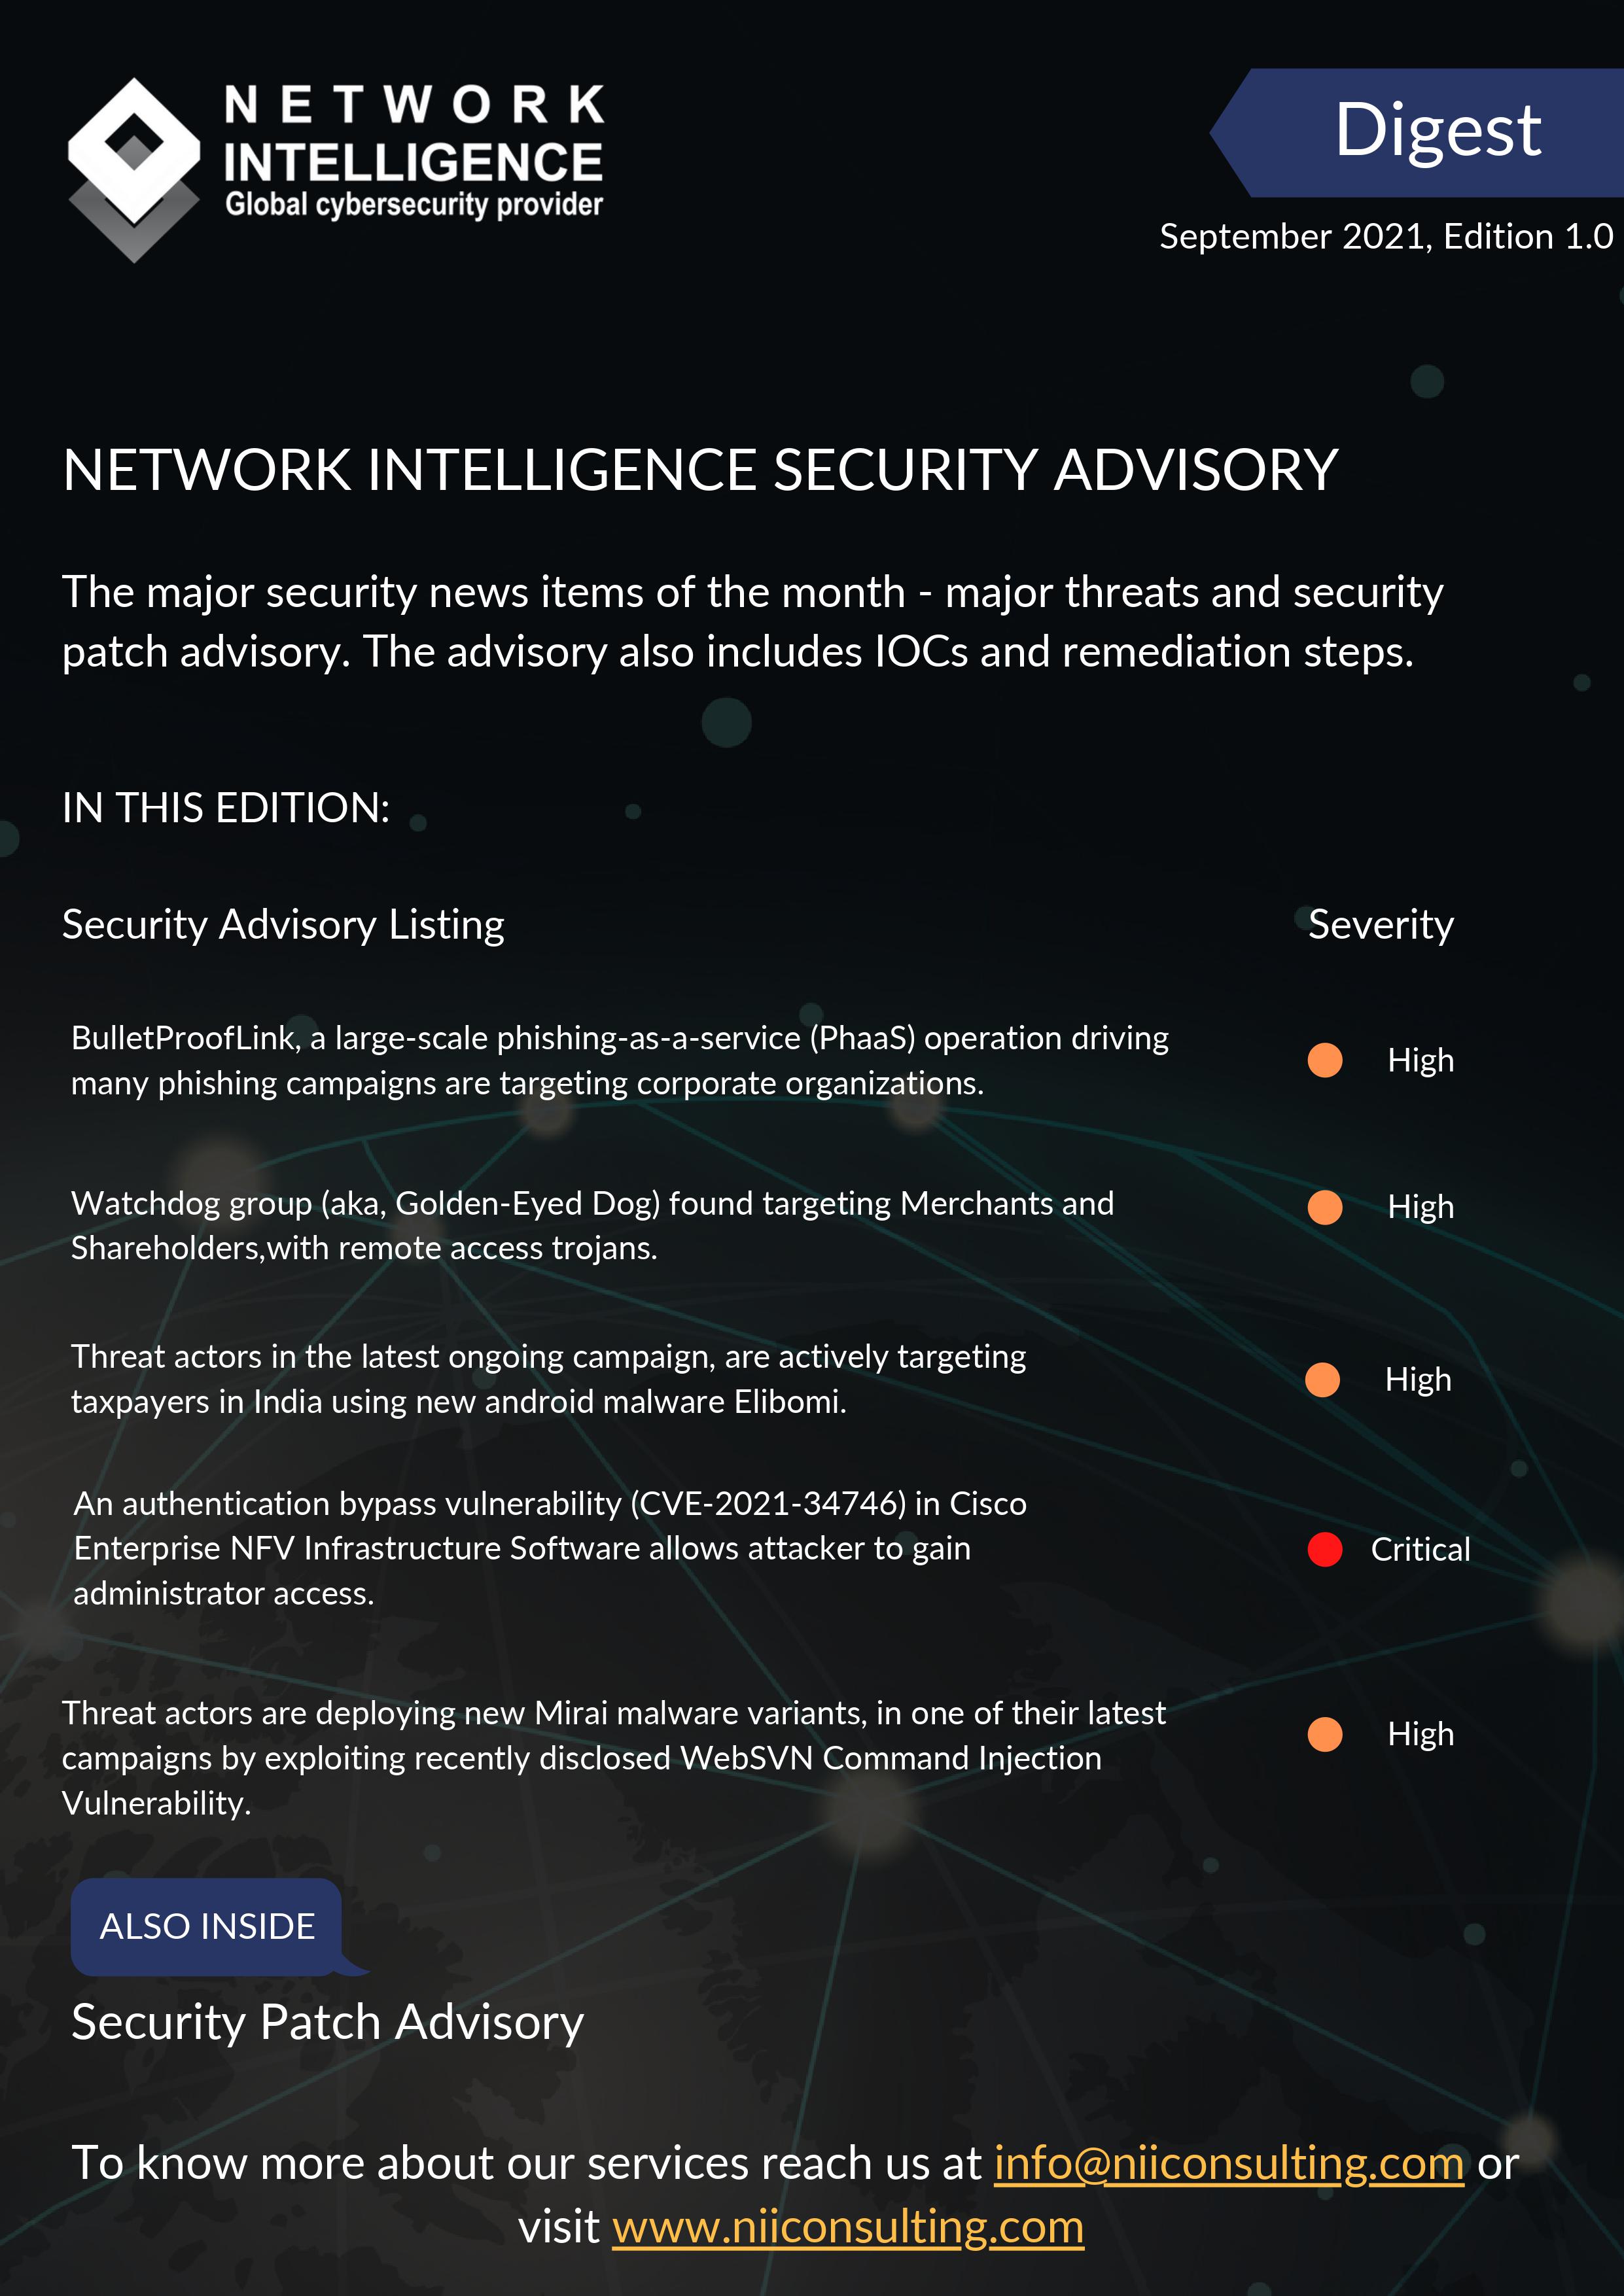 NETWORK
INTELLIGENCE
Global cybersecurity provider
Digest
September 2021, Edition 1.0
NETWORK INTELLIGENCE SECURITY ADVISORY
The major security news items of the month - major threats and security
patch advisory. The advisory also includes IOCs and remediation steps.
IN THIS EDITION:
Security Advisory Listing
Severity
BulletProofLink, a large-scale phishing-as-a-service (PhaaS) operation driving
many phishing campaigns are targeting corporate organizations.
High
Watchdog group (aka, Golden-Eyed Dog) found targeting Merchants and
Shareholders,with remote access trojans.
High
Threat actors in the latest ongoing campaign, are actively targeting
taxpayers in India using new android malware Elibomi.
High
An authentication bypass vulnerability (CVE-2021-34746) in Cisco
Enterprise NFV Infrastructure Software allows attacker to gain
administrator access.
Critical
Threat actors are deploying new Mirai malware variants, in one of their latest
campaigns by exploiting recently disclosed WebSVN Command Injection
Vulnerability.
High
ALSO INSIDE
Security Patch Advisory
To know more about our services reach us at info@niiconsulting.com or
visit www.niiconsulting.com